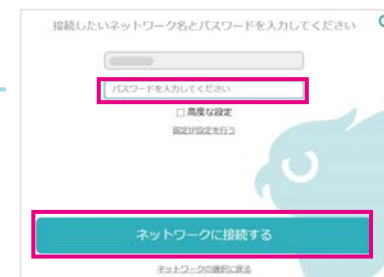 接続したいネットワーク名とパスワードを入力してください
パスワードを入力してください
高度な設定
固定IP設定を行う
ネットワークに接続する
ネットワークの選択に戻る